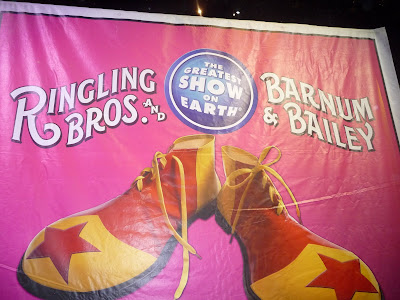 RINGLING
BROS. AND
THE
GREATEST
SHOW
ON
EARTH
BARNUM
& BAILEY